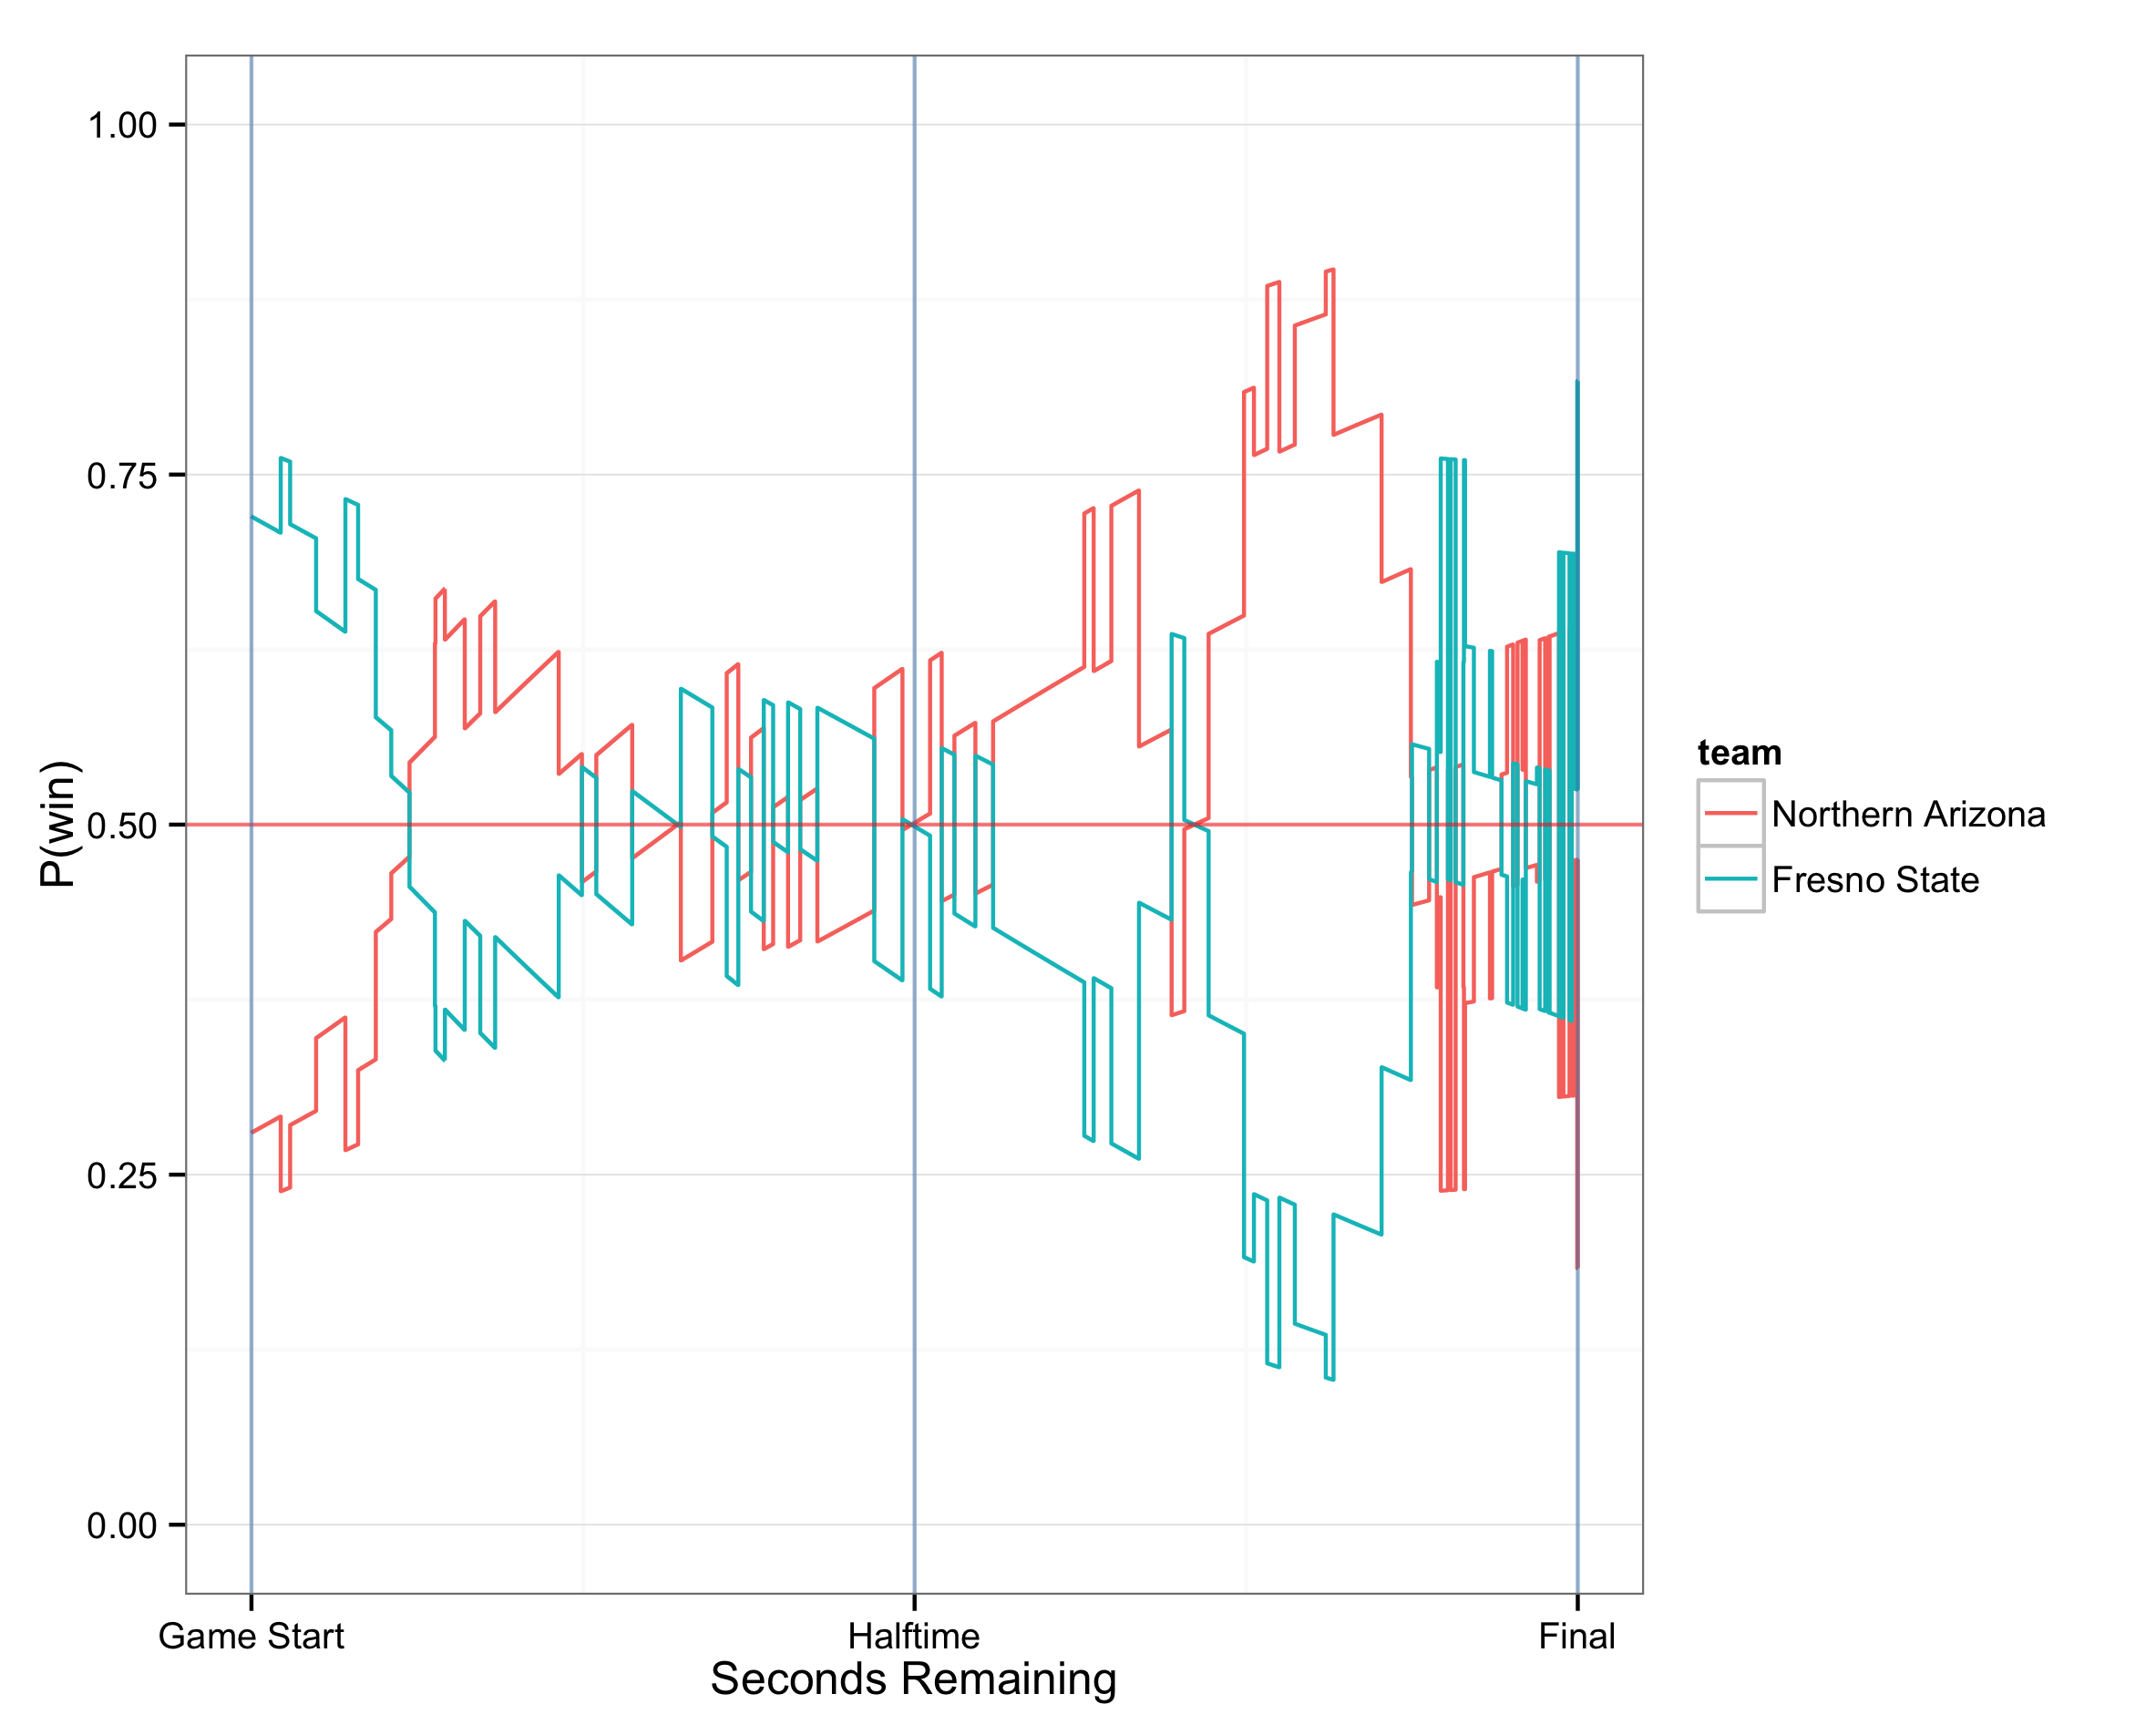 1.00
0.75
0.50
0.25
0.00
P(win)
Game Start
Halftime
Final
Seconds Remaining
team
Northern Arizona
Fresno State